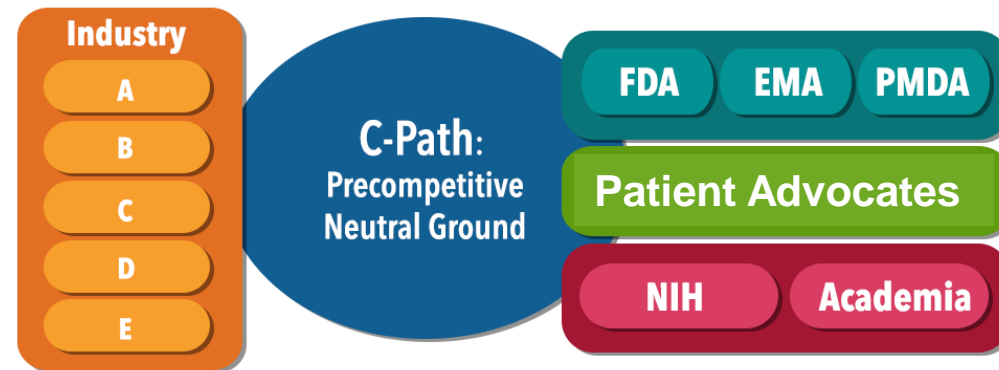 Industry
A
B
C
D
E
C-Path:
Precompetitive
Neutral Ground
FDA EMA PMDA
Patient Advocates
NIH Academia